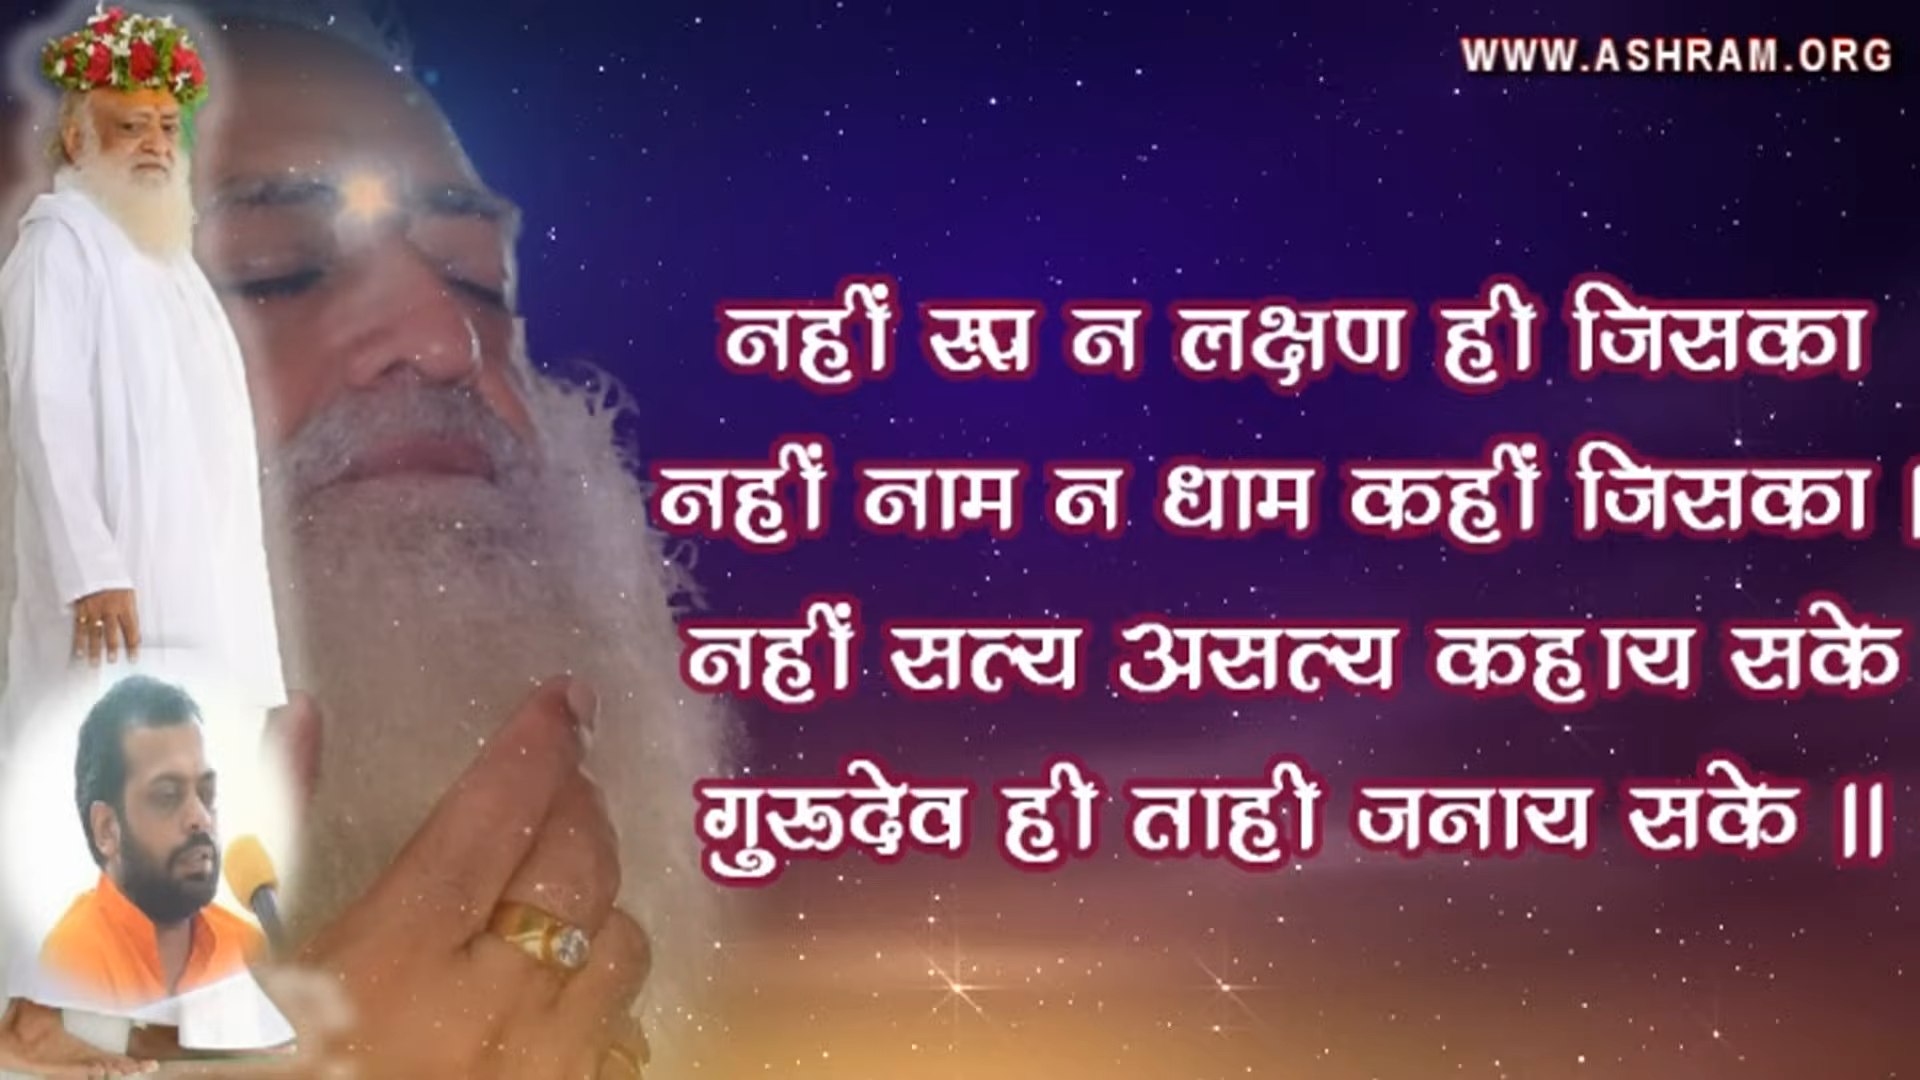 WWW.ASHRAM.ORG
नहीं रूप न लक्षण ही जिसका
नहीं नाम न धाम कहीं जिसका ।
नहीं सत्य असत्य कहाय सके
गुरूदेव ही ताही जनाय सके ॥